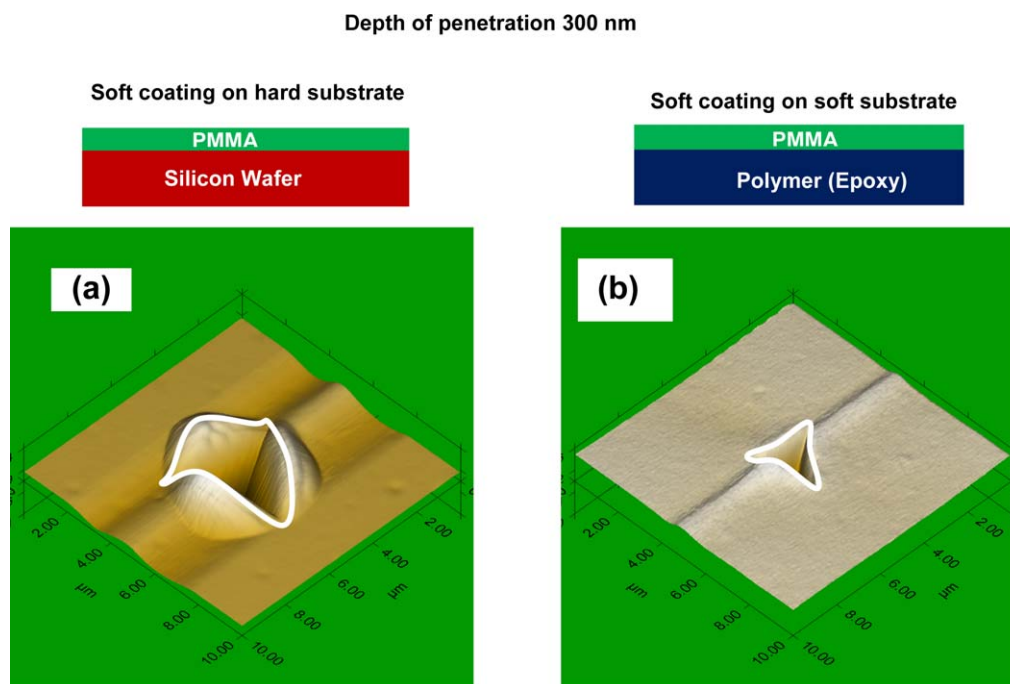 Depth of penetration 300 nm
Soft coating on hard substrate
PMMA
Silicon Wafer
Soft coating on soft substrate
PMMA
Polymer (Epoxy)
(a)
2.00
4.00
µm
6.00
8.00
10.00
2.00
4.00
µm
6.00
8.00
10.00
(b)
2.00
4.00
µm
6.00
8.00
10.00
2.00
4.00
µm
6.00
8.00
10.00